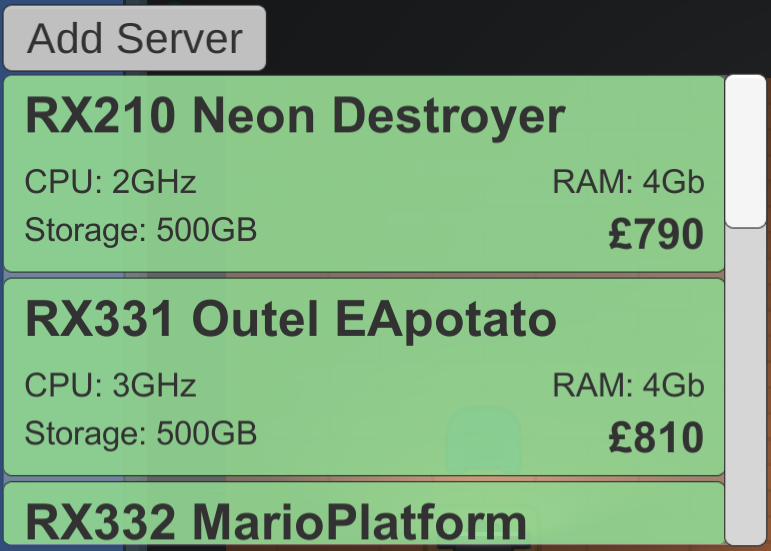 Add Server
RX210 Neon Destroyer
CPU: 2GHz RAM: 4Gb
Storage: 500GB £790
RX331 Outel EApotato
CPU: 3GHz RAM: 4Gb
Storage: 500GB £810
RX332 MarioPlatform